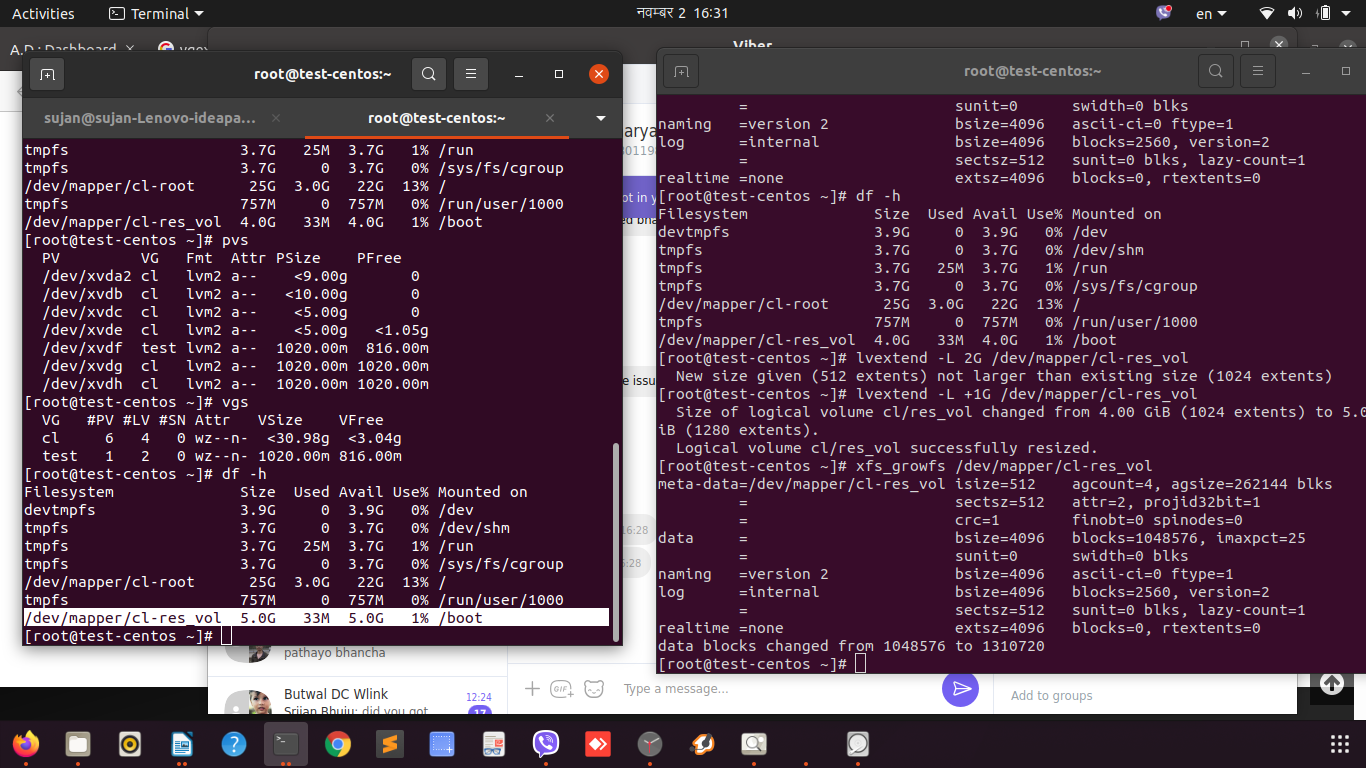 Activities
Terminal
नवम्बर 2 16:31
en
A.D : Dashboard
Viber
root@test-centos:~
sujan@sujan-Lenovo-ideapa...
root@test-centos:~
tmpfs 3.7G 25M 3.7G 1% /run
tmpfs 3.7G 0 3.7G 0% /sys/fs/cgroup
/dev/mapper/cl-root 25G 3.0G 22G 13% /
tmpfs 757M 0 757M 0% /run/user/1000
/dev/mapper/cl-res_vol 4.0G 33M 4.0G 1% /boot
[root@test-centos ~]# pvs
PV VG Fmt Attr PSize PFree
/dev/xvda2 cl lvm2 a-- <9.00g 0
/dev/xvdb cl lvm2 a-- <10.00g 0
/dev/xvdc cl lvm2 a-- <5.00g 0
/dev/xvde cl lvm2 a-- <5.00g <1.05g
/dev/xvdf test lvm2 a-- 1020.00m 816.00m
/dev/xvdg cl lvm2 a-- 1020.00m 1020.00m
/dev/xvdh cl lvm2 a-- 1020.00m 1020.00m
[root@test-centos ~]# vgs
VG #PV #LV #SN Attr VSize VFree
cl 6 4 0 wz--n- <30.98g <3.04g
test 1 2 0 wz--n- 1020.00m 816.00m
[root@test-centos ~]# df -h
Filesystem Size Used Avail Use% Mounted on
devtmpfs 3.9G 0 3.9G 0% /dev
tmpfs 3.7G 0 3.7G 0% /dev/shm
tmpfs 3.7G 25M 3.7G 1% /run
tmpfs 3.7G 0 3.7G 0% /sys/fs/cgroup
/dev/mapper/cl-root 25G 3.0G 22G 13% /
tmpfs 757M 0 757M 0% /run/user/1000
/dev/mapper/cl-res_vol 5.0G 33M 5.0G 1% /boot
[root@test-centos ~]#
root@test-centos:~
= sunit=0 swidth=0 blks
naming =version 2 bsize=4096 ascii-ci=0 ftype=1
log =internal bsize=4096 blocks=2560, version=2
= sectsz=512 sunit=0 blks, lazy-count=1
realtime =none extsz=4096 blocks=0, rtextents=0
[root@test-centos ~]# df -h
Filesystem Size Used Avail Use% Mounted on
devtmpfs 3.9G 0 3.9G 0% /dev
tmpfs 3.7G 0 3.7G 0% /dev/shm
tmpfs 3.7G 25M 3.7G 1% /run
tmpfs 3.7G 0 3.7G 0% /sys/fs/cgroup
/dev/mapper/cl-root 25G 3.0G 22G 13% /
tmpfs 757M 0 757M 0% /run/user/1000
/dev/mapper/cl-res_vol 4.0G 33M 4.0G 1% /boot
[root@test-centos ~]# lvextend -L 2G /dev/mapper/cl-res_vol
New size given (512 extents) not larger than existing size (1024 extents)
[root@test-centos ~]# lvextend -L +1G /dev/mapper/cl-res_vol
Size of logical volume cl/res_vol changed from 4.00 GiB (1024 extents) to 5.0
iB (1280 extents).
Logical volume cl/res_vol successfully resized.
[root@test-centos ~]# xfs_growfs /dev/mapper/cl-res_vol
meta-data=/dev/mapper/cl-res_vol isize=512 agcount=4, agsize=262144 blks
= sectsz=512 attr=2, projid32bit=1
= crc=1 finobt=0 spinodes=0
data = bsize=4096 blocks=1048576, imaxpct=25
= sunit=0 swidth=0 blks
naming =version 2 bsize=4096 ascii-ci=0 ftype=1
log =internal bsize=4096 blocks=2560, version=2
= sectsz=512 sunit=0 blks, lazy-count=1
realtime =none extsz=4096 blocks=0, rtextents=0
data blocks changed from 1048576 to 1310720
[root@test-centos ~]#
pathayo bhancha
Butwal DC Wlink 12:24
Srijan Bhuju: did you got 17
GIF
Type a message...
Add to groups